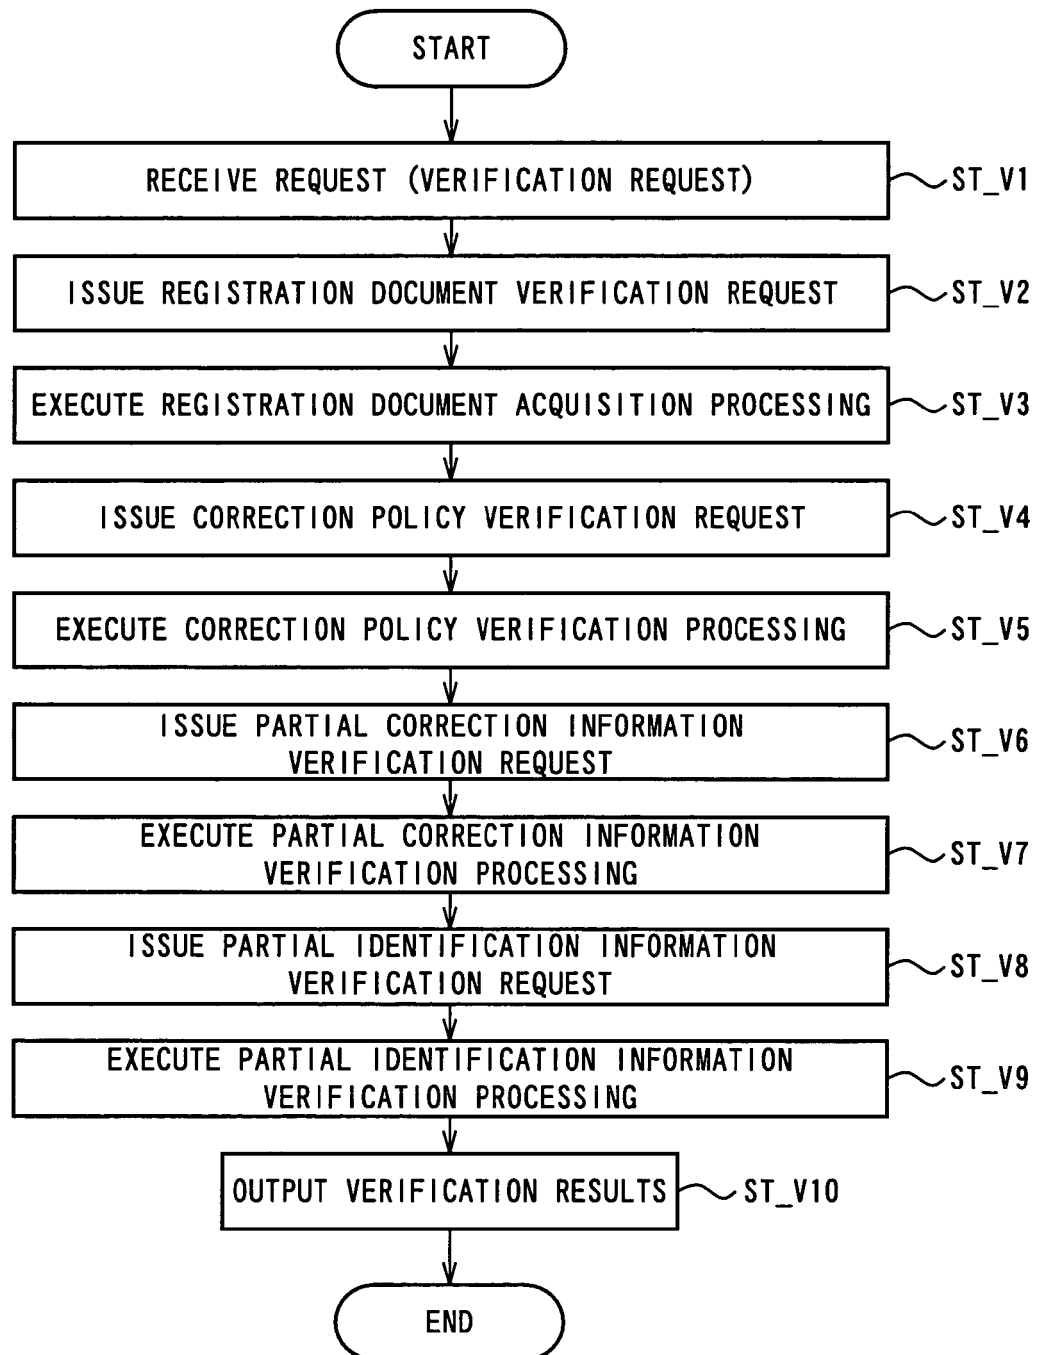 START
RECEIVE REQUEST (VERIFICATION REQUEST)
ST_V1
ISSUE REGISTRATION DOCUMENT VERIFICATION REQUEST
ST_V2
EXECUTE REGISTRATION DOCUMENT ACQUISITION PROCESSING
ST_V3
ISSUE CORRECTION POLICY VERIFICATION REQUEST
ST_V4
EXECUTE CORRECTION POLICY VERIFICATION PROCESSING
ST_V5
ISSUE PARTIAL CORRECTION INFORMATION
VERIFICATION REQUEST
ST_V6
EXECUTE PARTIAL CORRECTION INFORMATION
VERIFICATION PROCESSING
ST_V7
ISSUE PARTIAL IDENTIFICATION INFORMATION
VERIFICATION REQUEST
ST_V8
EXECUTE PARTIAL IDENTIFICATION INFORMATION
VERIFICATION PROCESSING
ST_V9
OUTPUT VERIFICATION RESULTS
ST_V10
END